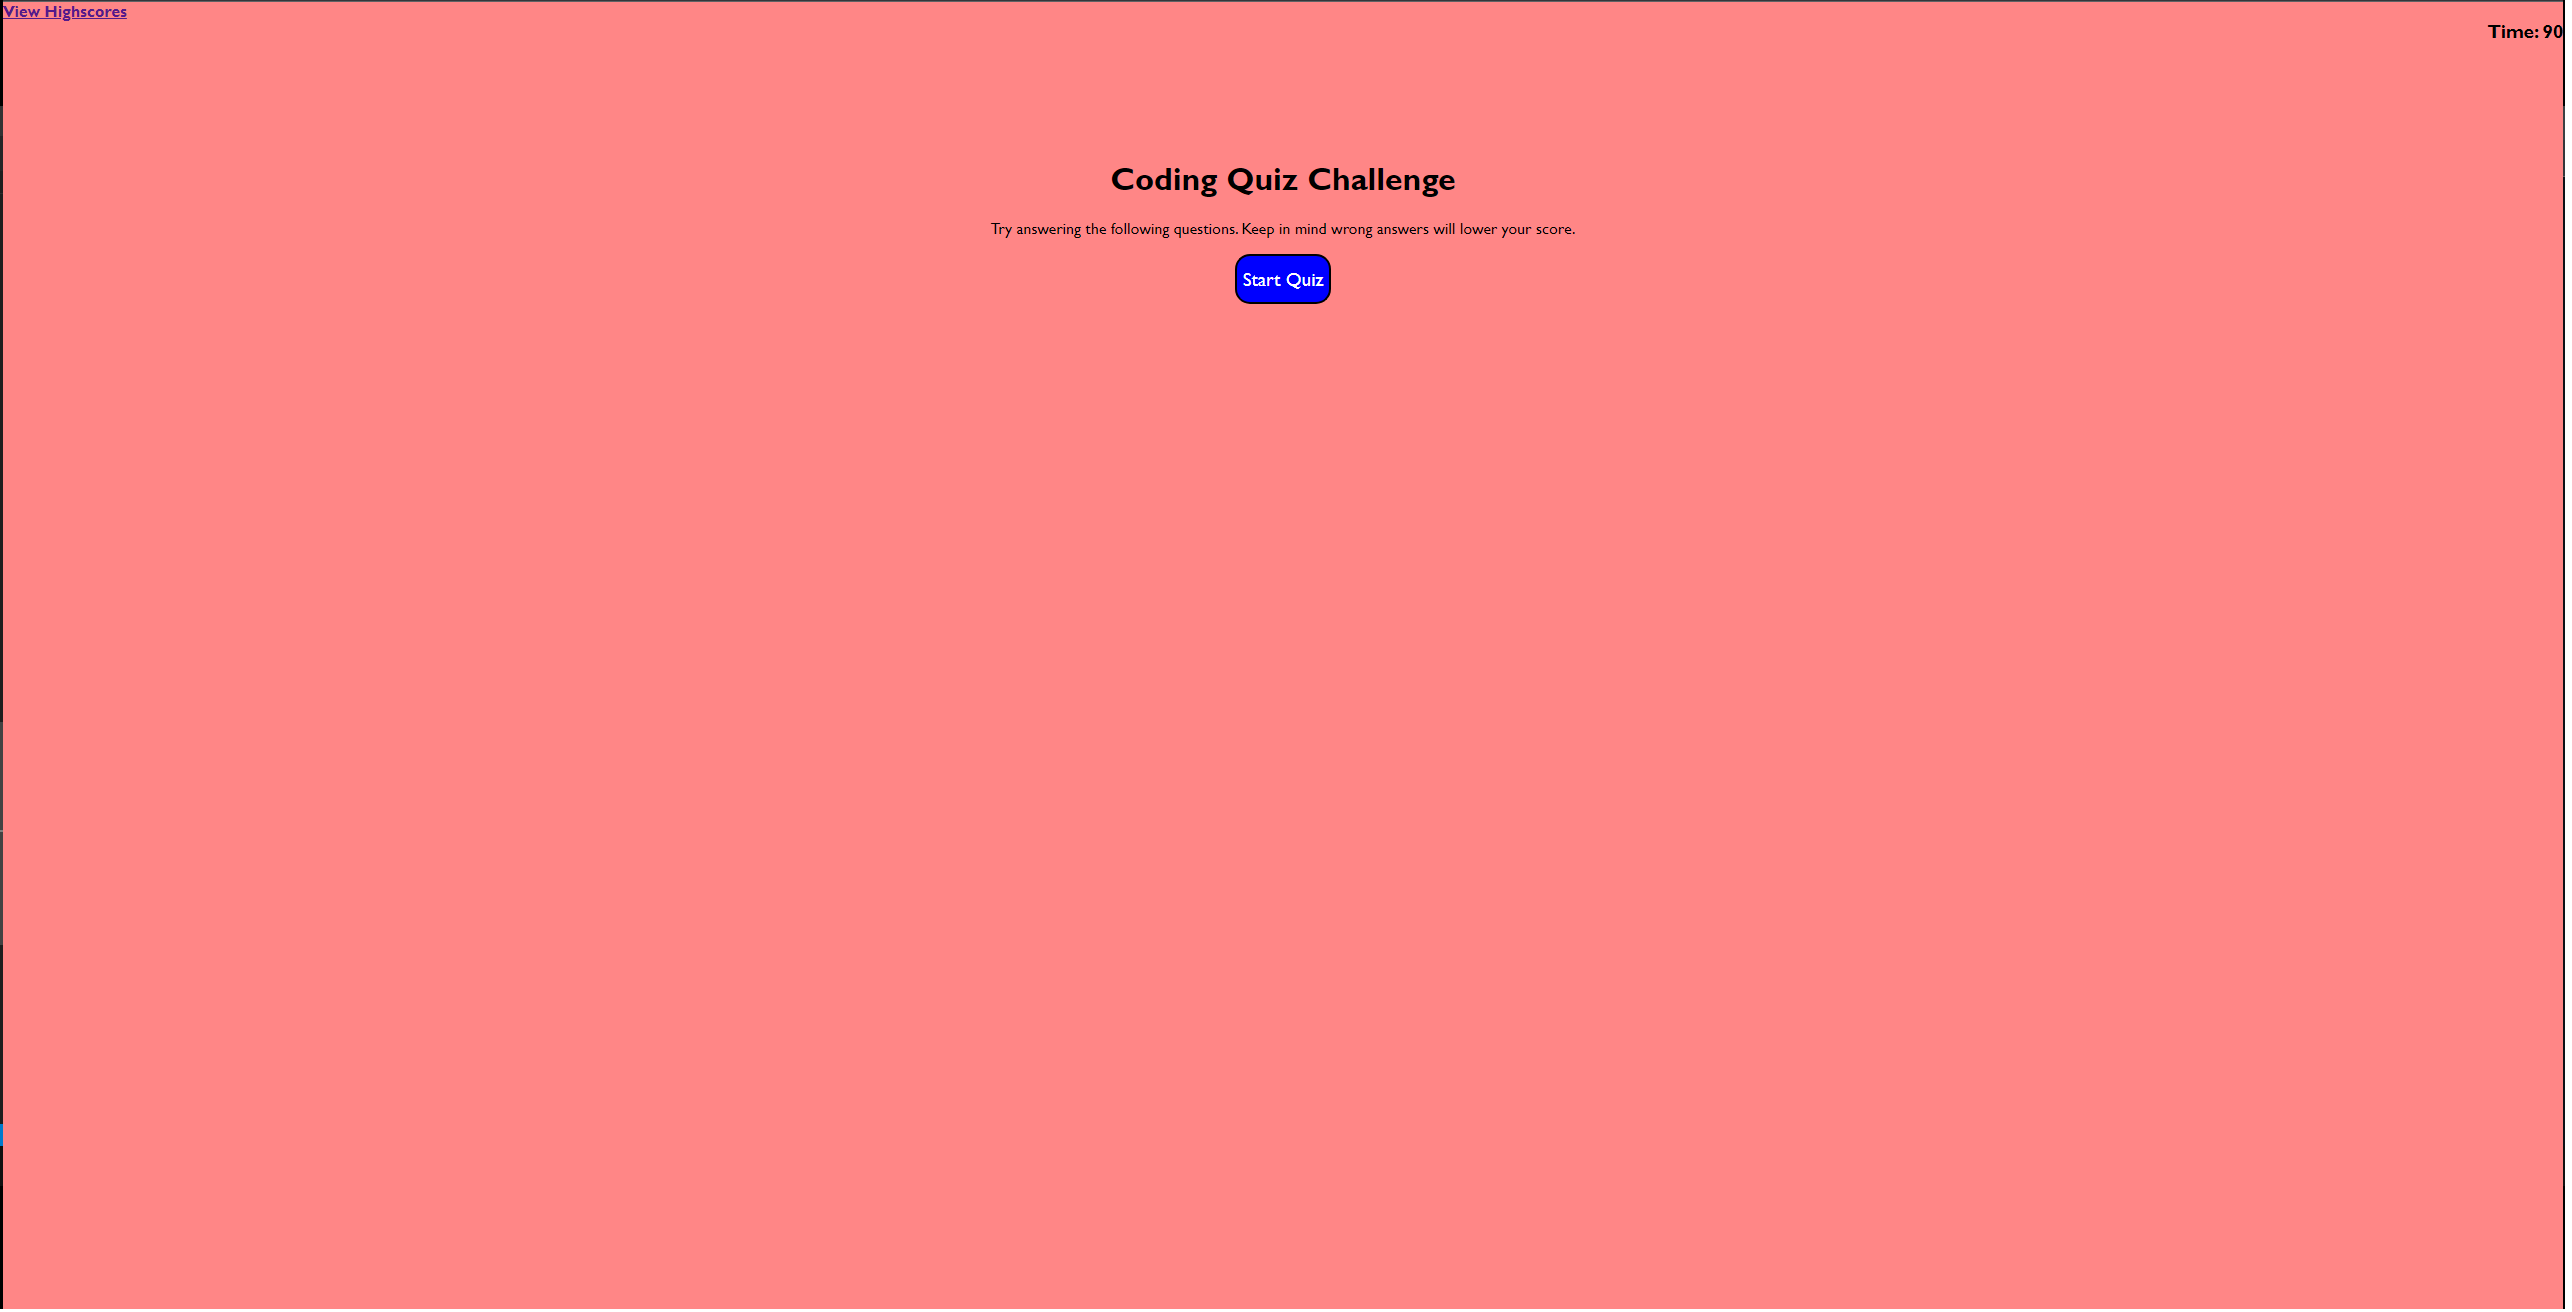 View Highscores
Time: 90
Coding Quiz Challenge
Try answering the following questions. Keep in mind wrong answers will lower your score.
Start Quiz